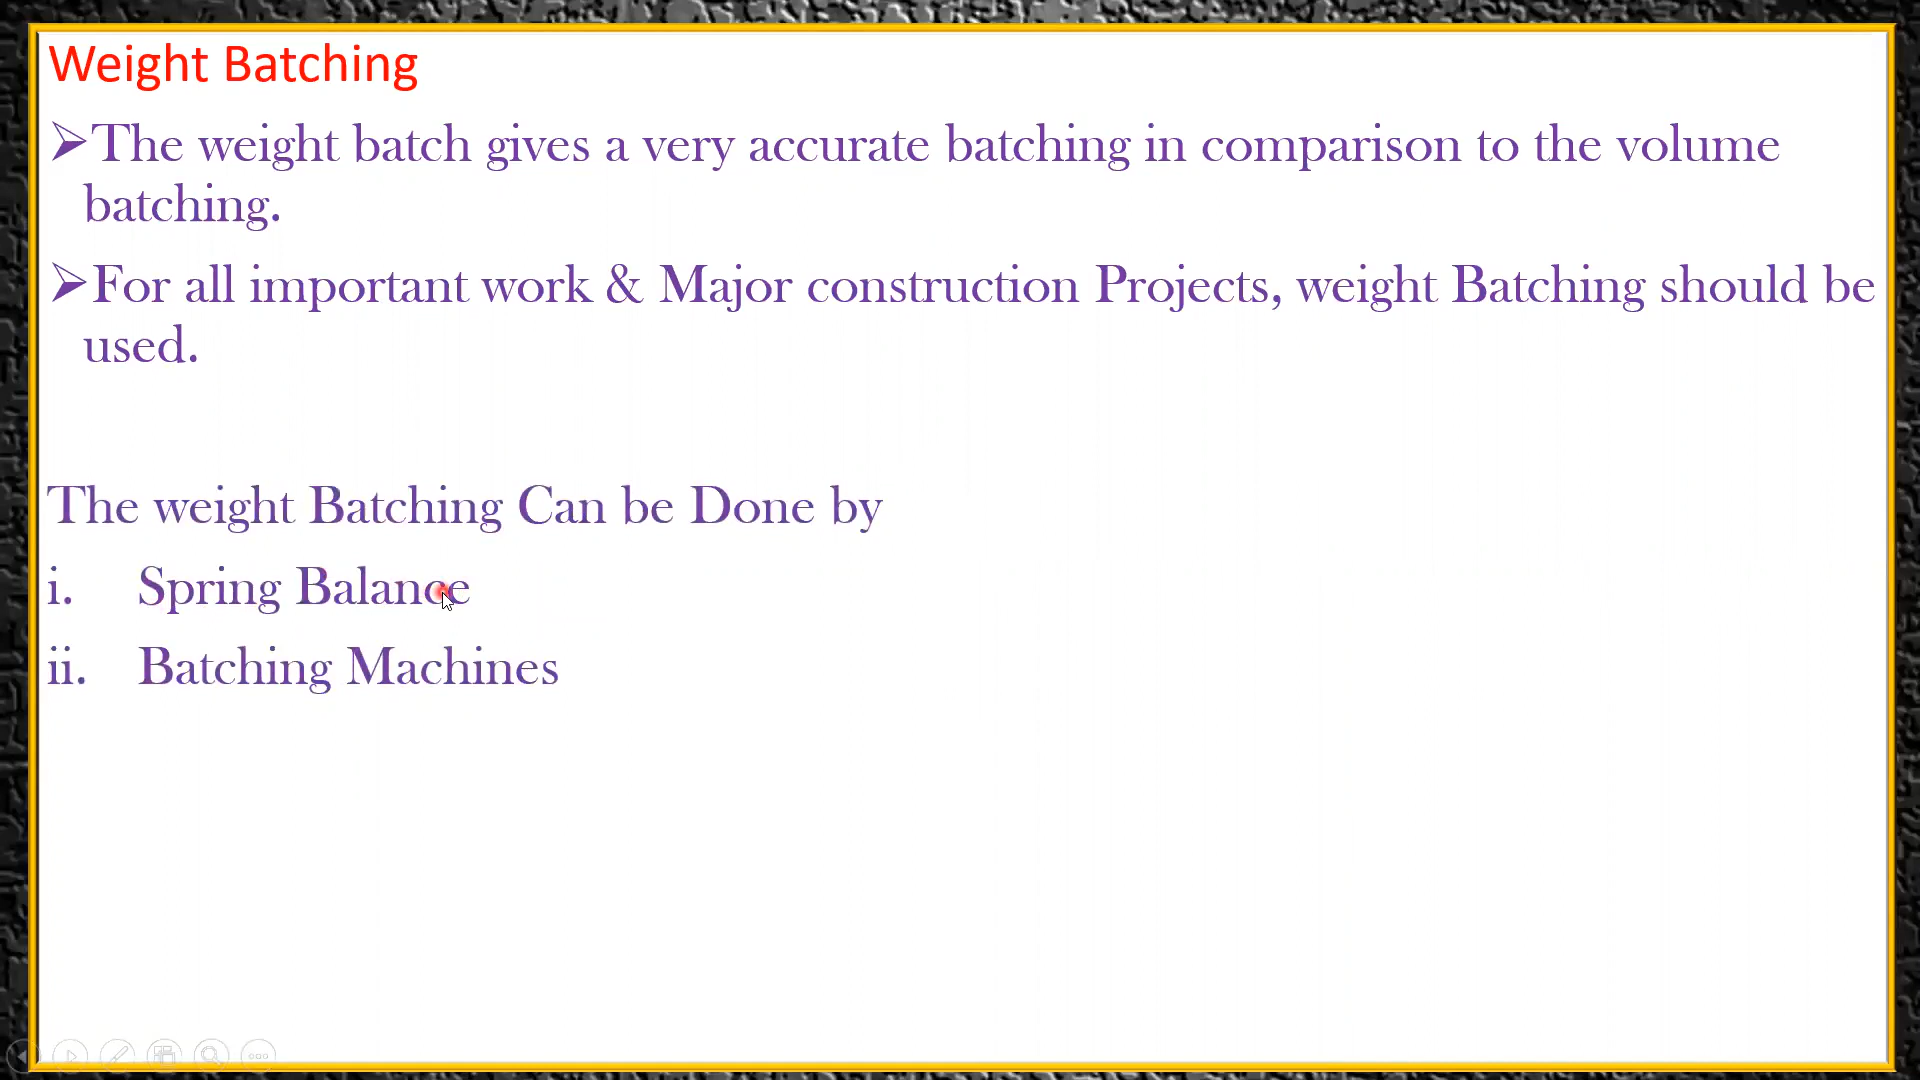 Weight Batching
➤The weight batch gives a very accurate batching in comparison to the volume
batching.
➤For all important work & Major construction Projects, weight Batching should be
used.
The weight Batching Can be Done by
i. Spring Balance
ii. Batching Machines